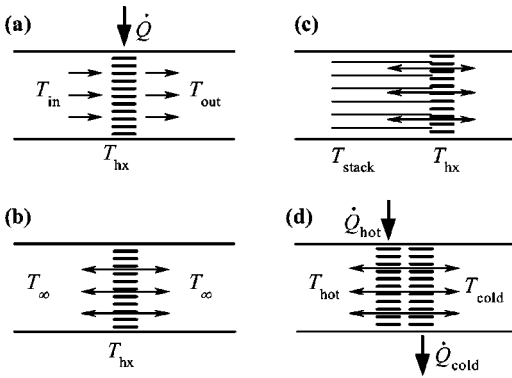 (a)
Q̇
T_in
T_out
T_hx
(b)
T_∞
T_∞
T_hx
(c)
T_stack
T_hx
(d)
Q̇_hot
T_hot
T_cold
Q̇_cold